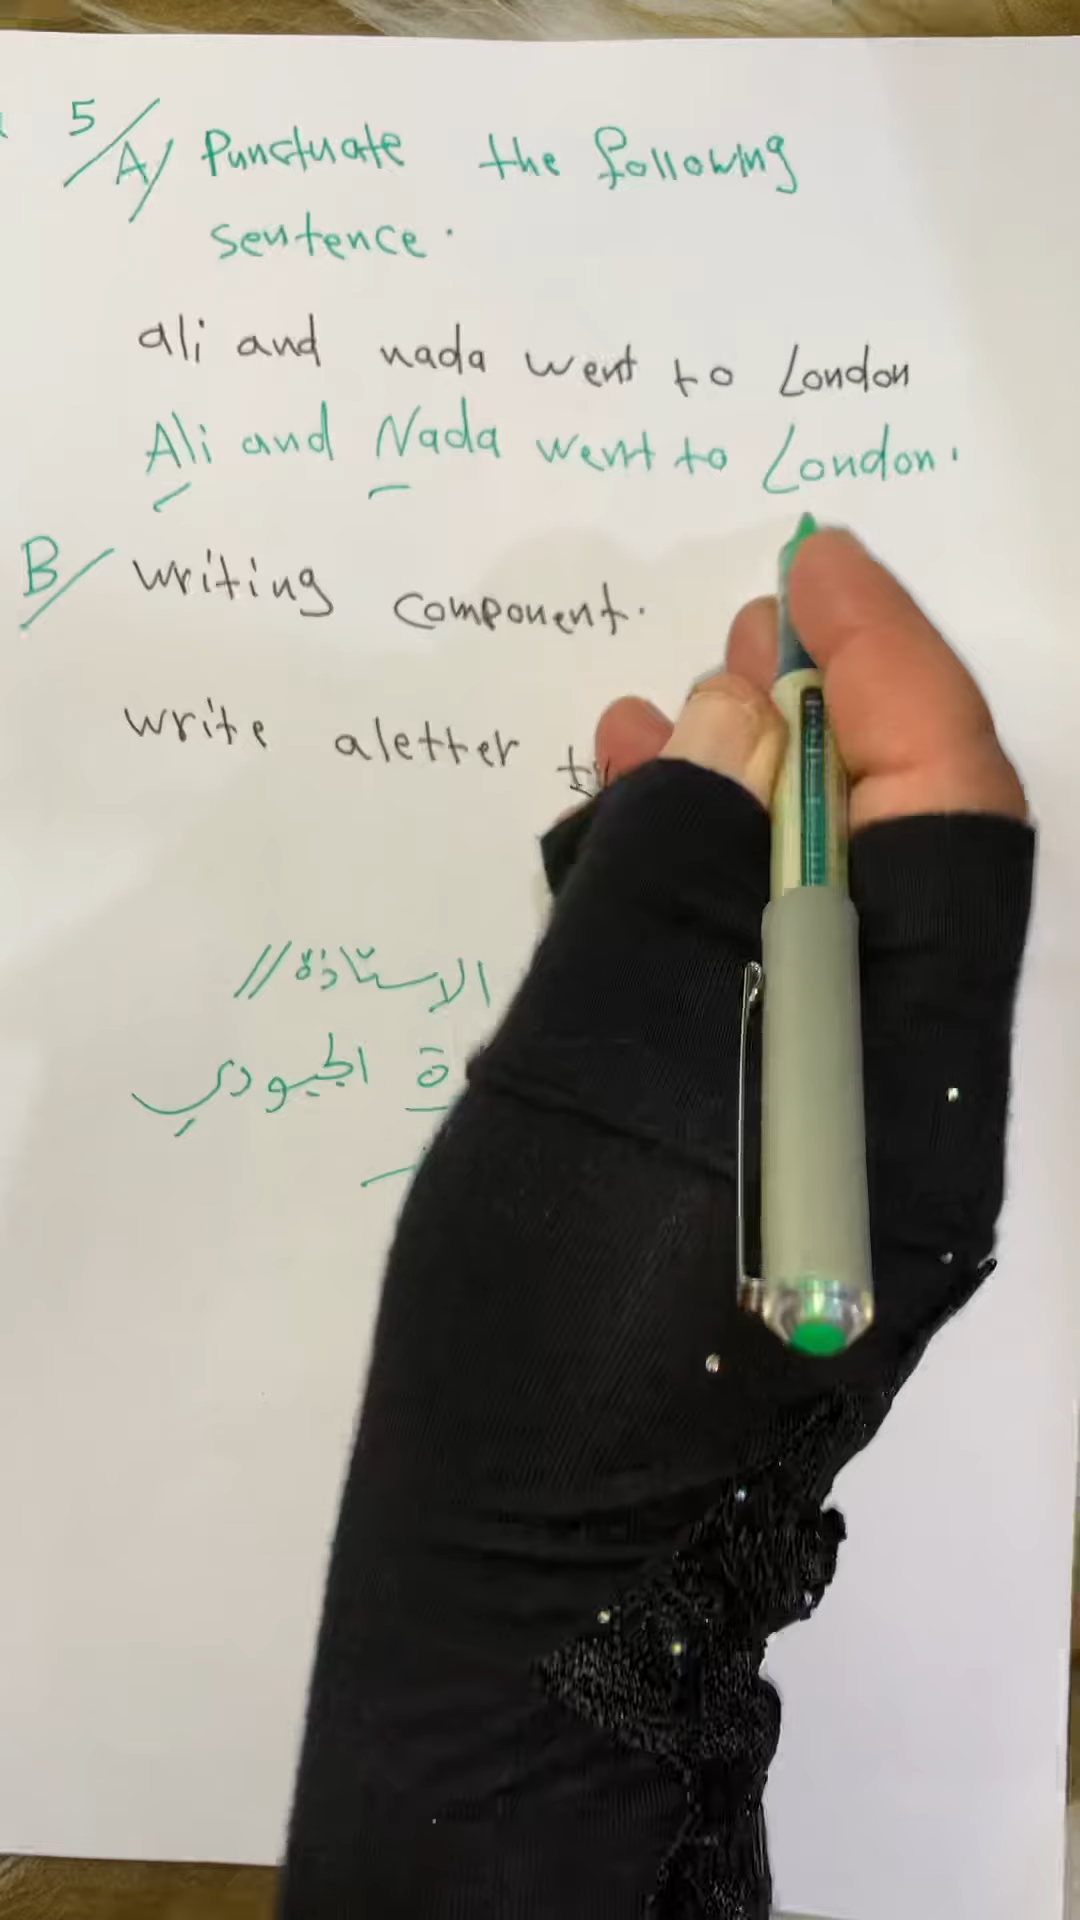 5/A/ Punctuate the following
sentence.
ali and nada went to London
Ali and Nada went to London.
B/ writing component.
write aletter
الاستاذة //
الجبودي